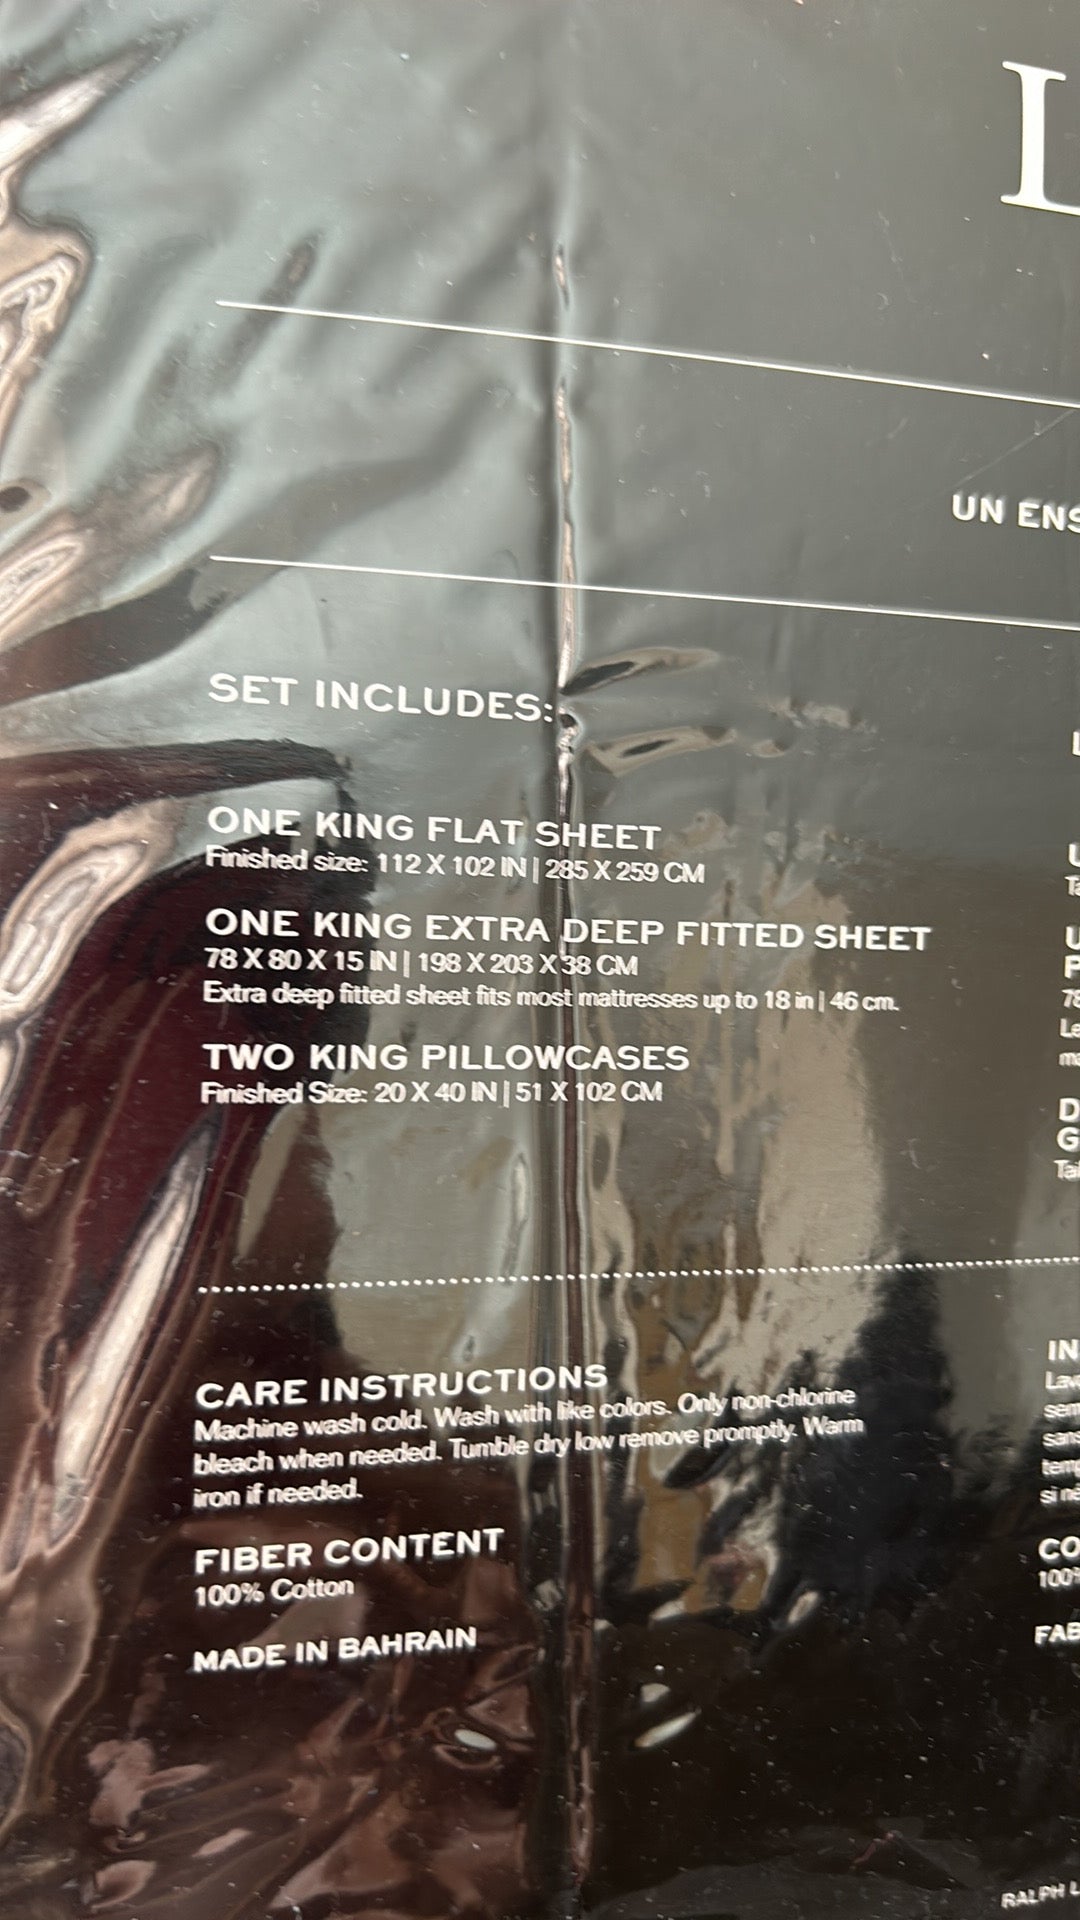 L
UN ENS
SET INCLUDES:
ONE KING FLAT SHEET
Finished size: 112 X 102 IN | 285 X 259 CM
ONE KING EXTRA DEEP FITTED SHEET
78 X 80 X 15 IN | 198 X 203 X 38 CM
Extra deep fitted sheet fits most mattresses up to 18 in | 46 cm.
TWO KING PILLOWCASES
Finished Size: 20 X 40 IN | 51 X 102 CM
CARE INSTRUCTIONS
Machine wash cold. Wash with like colors. Only non-chlorine
bleach when needed. Tumble dry low remove promptly. Warm
iron if needed.
FIBER CONTENT
100% Cotton
MADE IN BAHRAIN
IN
si né
CO
100%
FAB
RALPH L